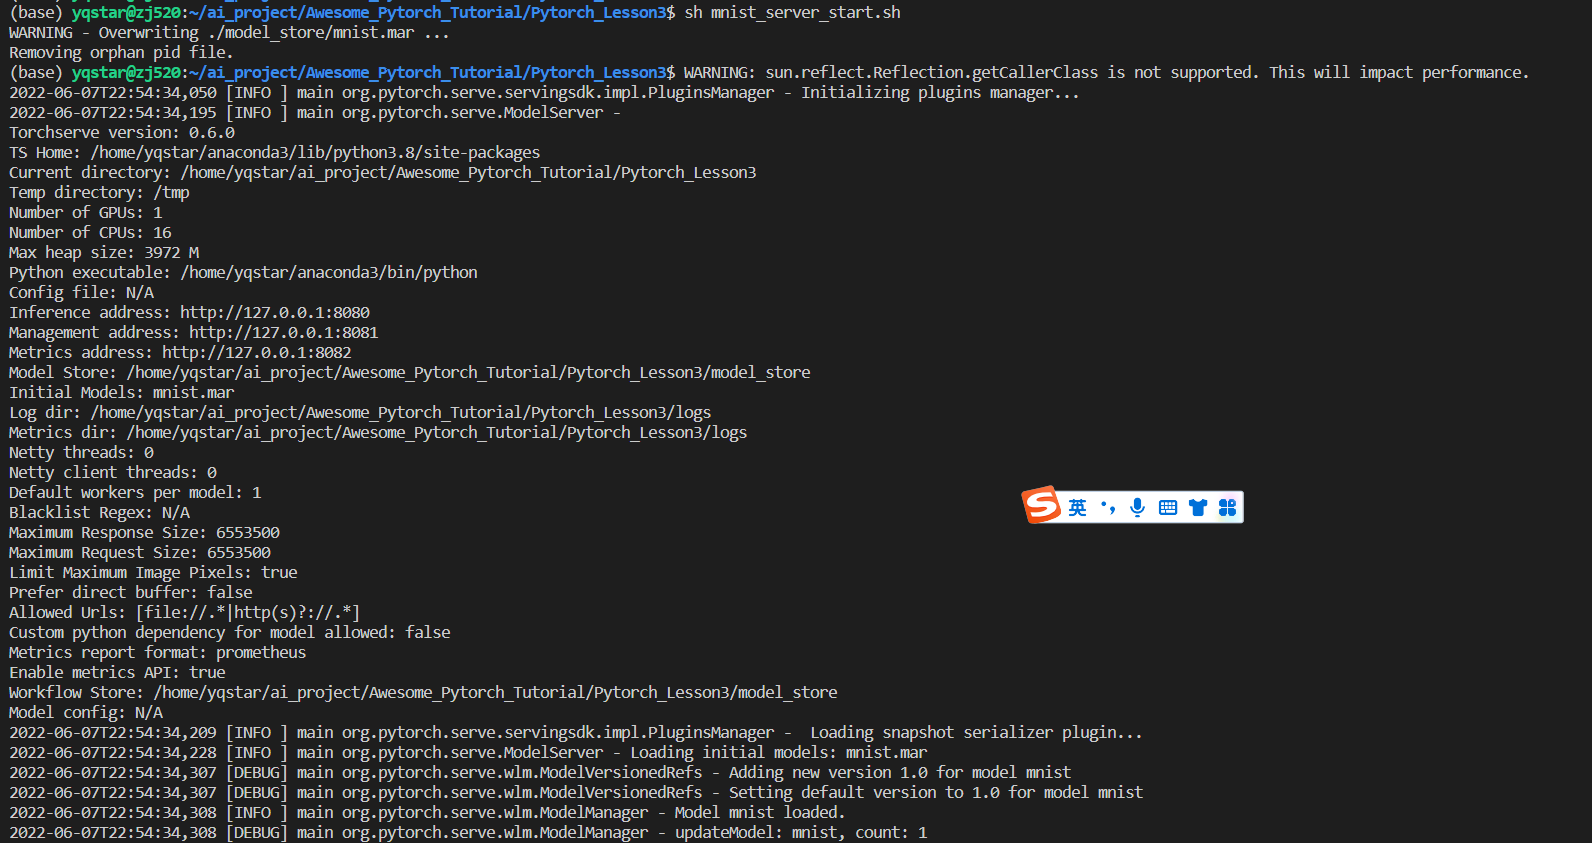 (base) yqstar@zj520:~/ai_project/Awesome_Pytorch_Tutorial/Pytorch_Lesson3$ sh mnist_server_start.sh
WARNING - Overwriting ./model_store/mnist.mar ...
Removing orphan pid file.
(base) yqstar@zj520:~/ai_project/Awesome_Pytorch_Tutorial/Pytorch_Lesson3$ WARNING: sun.reflect.Reflection.getCallerClass is not supported. This will impact performance.
2022-06-07T22:54:34,050 [INFO ] main org.pytorch.serve.servingsdk.impl.PluginsManager - Initializing plugins manager...
2022-06-07T22:54:34,195 [INFO ] main org.pytorch.serve.ModelServer -
Torchserve version: 0.6.0
TS Home: /home/yqstar/anaconda3/lib/python3.8/site-packages
Current directory: /home/yqstar/ai_project/Awesome_Pytorch_Tutorial/Pytorch_Lesson3
Temp directory: /tmp
Number of GPUs: 1
Number of CPUs: 16
Max heap size: 3972 M
Python executable: /home/yqstar/anaconda3/bin/python
Config file: N/A
Inference address: http://127.0.0.1:8080
Management address: http://127.0.0.1:8081
Metrics address: http://127.0.0.1:8082
Model Store: /home/yqstar/ai_project/Awesome_Pytorch_Tutorial/Pytorch_Lesson3/model_store
Initial Models: mnist.mar
Log dir: /home/yqstar/ai_project/Awesome_Pytorch_Tutorial/Pytorch_Lesson3/logs
Metrics dir: /home/yqstar/ai_project/Awesome_Pytorch_Tutorial/Pytorch_Lesson3/logs
Netty threads: 0
Netty client threads: 0
Default workers per model: 1
Blacklist Regex: N/A
英
Maximum Response Size: 6553500
Maximum Request Size: 6553500
Limit Maximum Image Pixels: true
Prefer direct buffer: false
Allowed Urls: [file://.*|http(s)?://.*]
Custom python dependency for model allowed: false
Metrics report format: prometheus
Enable metrics API: true
Workflow Store: /home/yqstar/ai_project/Awesome_Pytorch_Tutorial/Pytorch_Lesson3/model_store
Model config: N/A
2022-06-07T22:54:34,209 [INFO ] main org.pytorch.serve.servingsdk.impl.PluginsManager -  Loading snapshot serializer plugin...
2022-06-07T22:54:34,228 [INFO ] main org.pytorch.serve.ModelServer - Loading initial models: mnist.mar
2022-06-07T22:54:34,307 [DEBUG] main org.pytorch.serve.wlm.ModelVersionedRefs - Adding new version 1.0 for model mnist
2022-06-07T22:54:34,307 [DEBUG] main org.pytorch.serve.wlm.ModelVersionedRefs - Setting default version to 1.0 for model mnist
2022-06-07T22:54:34,308 [INFO ] main org.pytorch.serve.wlm.ModelManager - Model mnist loaded.
2022-06-07T22:54:34,308 [DEBUG] main org.pytorch.serve.wlm.ModelManager - updateModel: mnist, count: 1